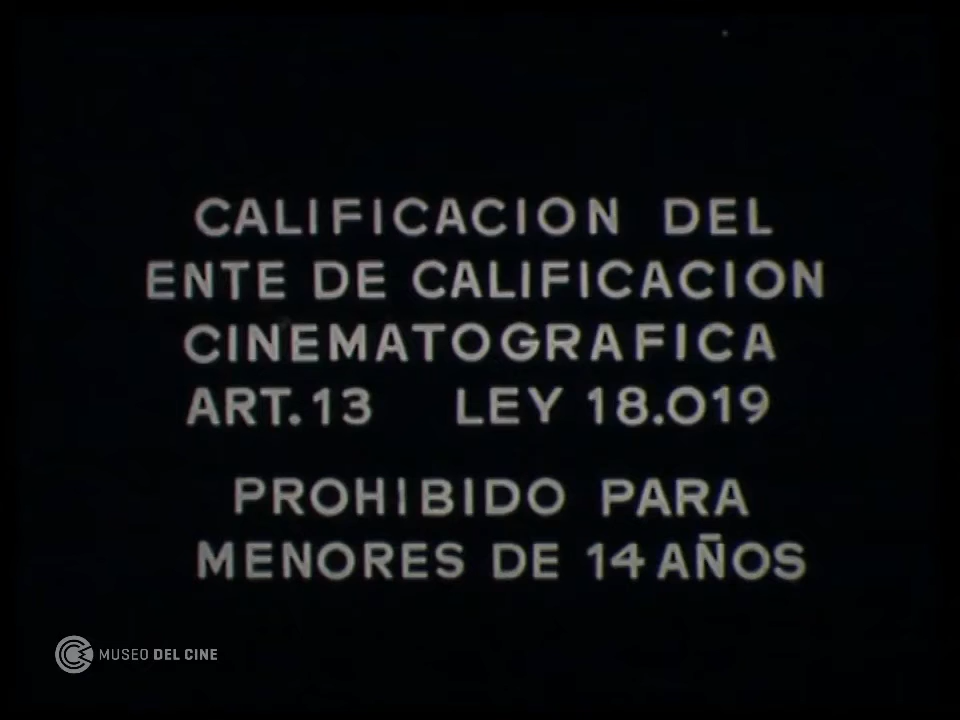 CALIFICACION DEL
ENTE DE CALIFICACION
CINEMATOGRAFICA
ART. 13 LEY 18.019
PROHIBIDO PARA
MENORES DE 14 AÑOS
MUSEO DEL CINE